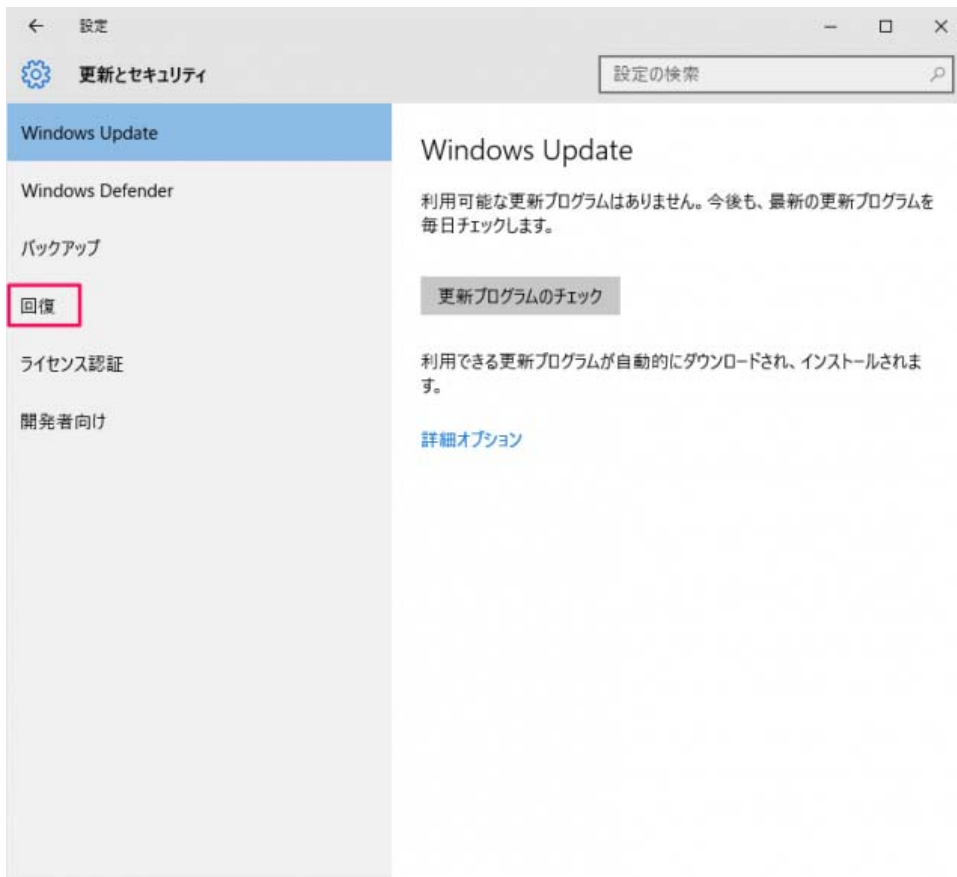 設定
更新とセキュリティ
設定の検索
Windows Update
Windows Defender
バックアップ
回復
ライセンス認証
開発者向け
Windows Update
利用可能な更新プログラムはありません。今後も、最新の更新プログラムを
毎日チェックします。
更新プログラムのチェック
利用できる更新プログラムが自動的にダウンロードされ、インストールされま
す。
詳細オプション